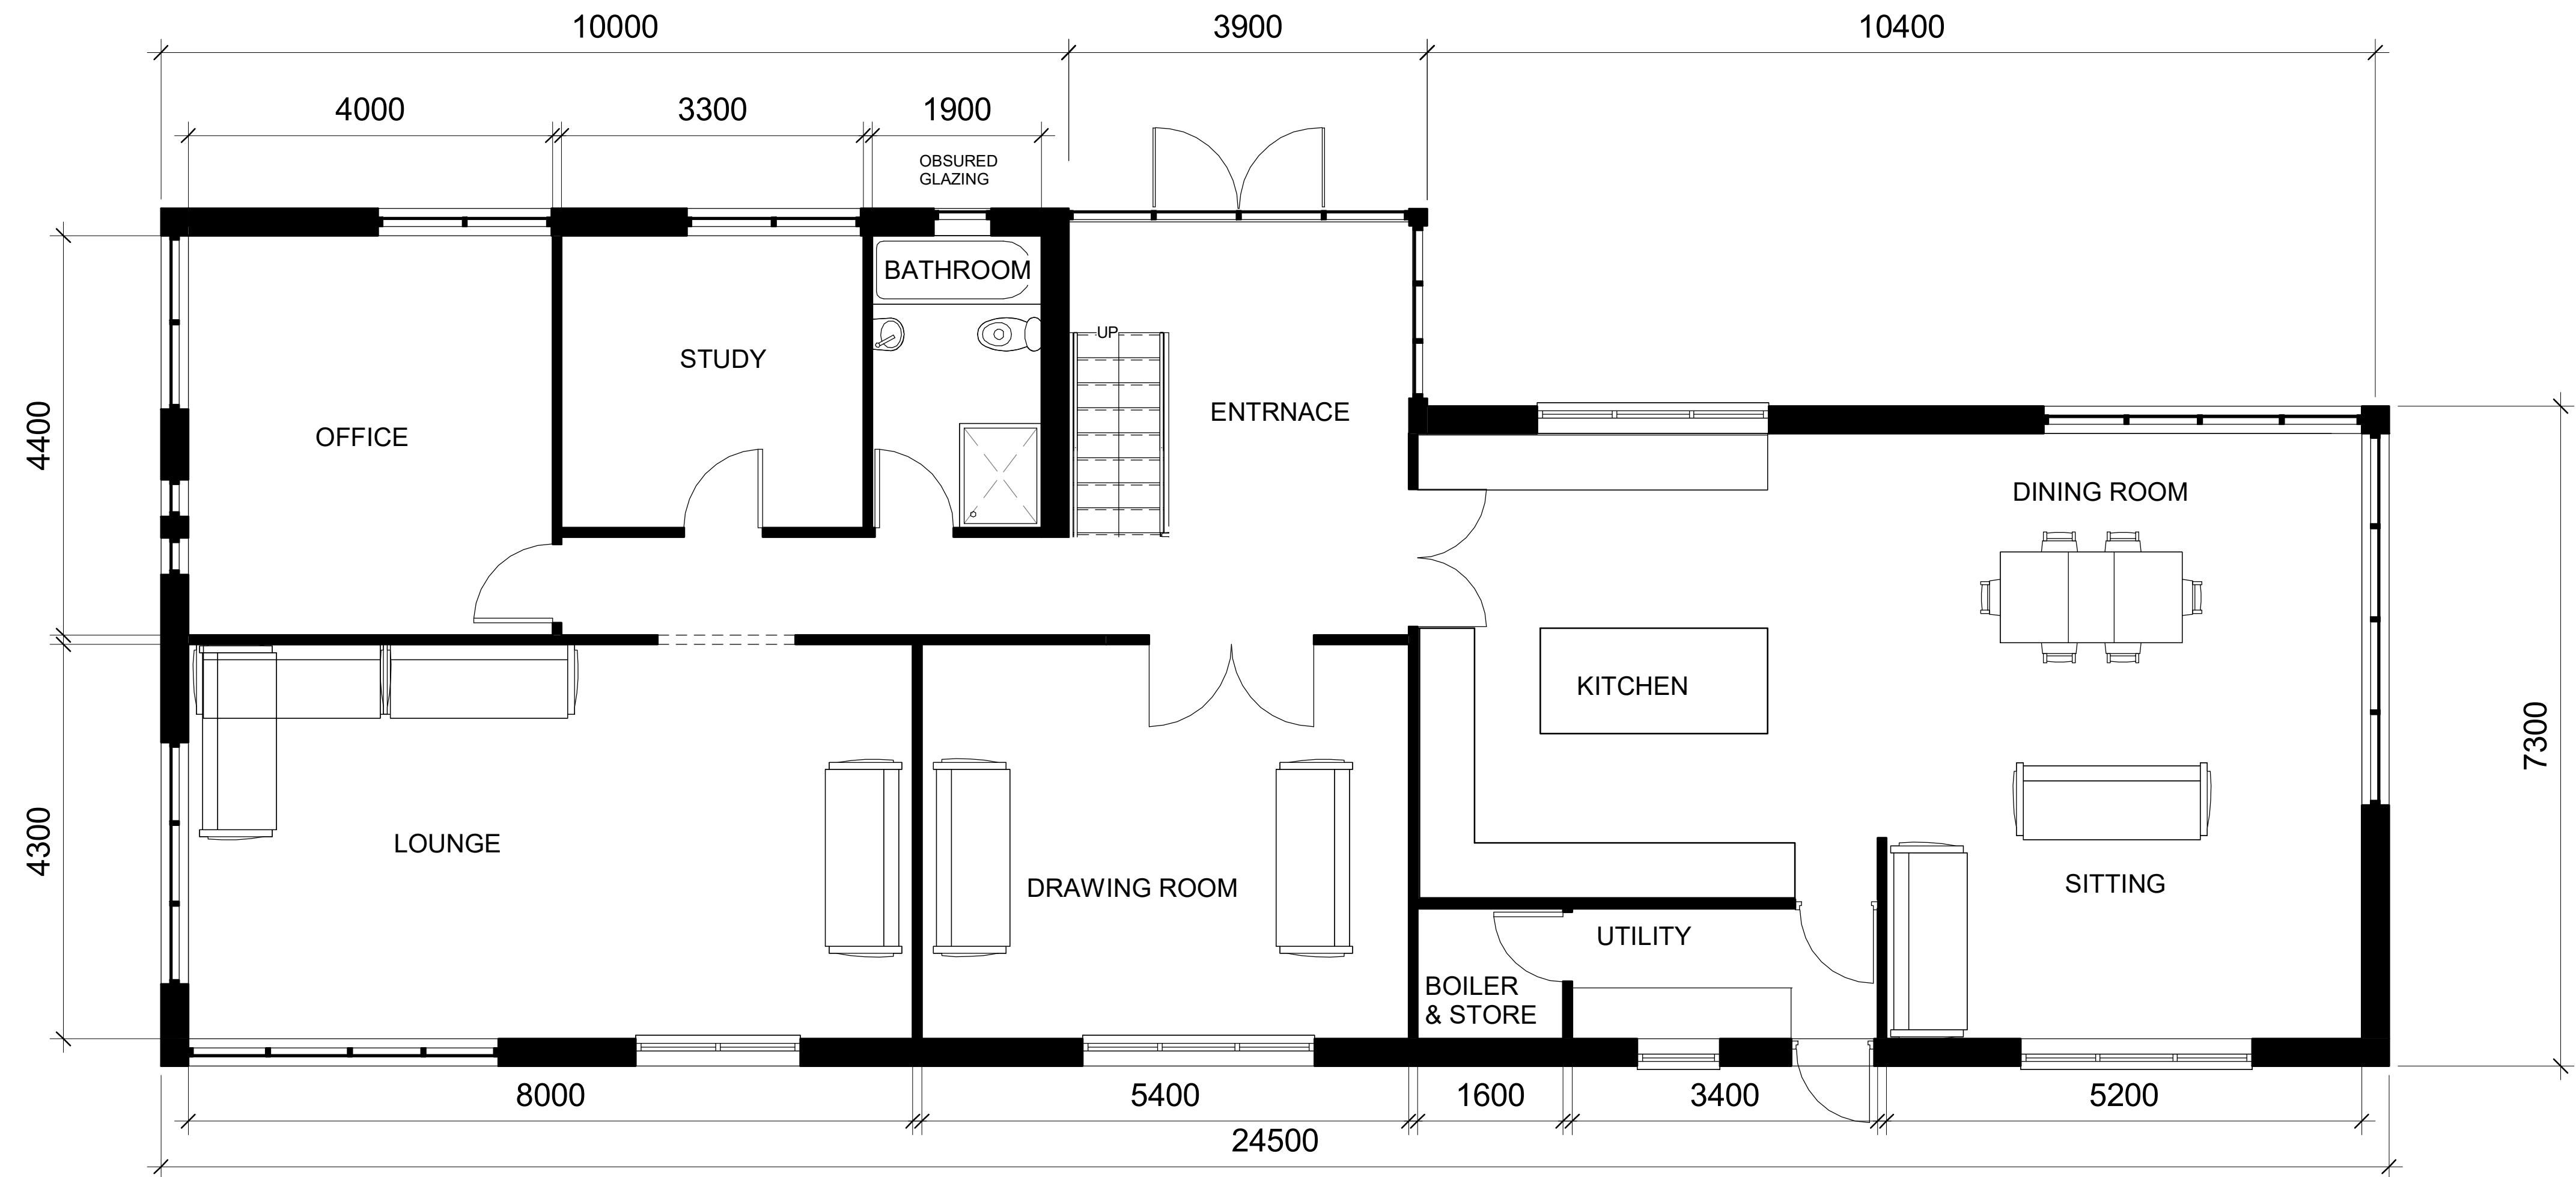 10000
3900
10400
4000
3300
1900
OBSURED
GLAZING
BATHROOM
UP
STUDY
ENTRNACE
OFFICE
4400
DINING ROOM
KITCHEN
7300
LOUNGE
4300
DRAWING ROOM
SITTING
UTILITY
BOILER
& STORE
8000
5400
1600
3400
5200
24500